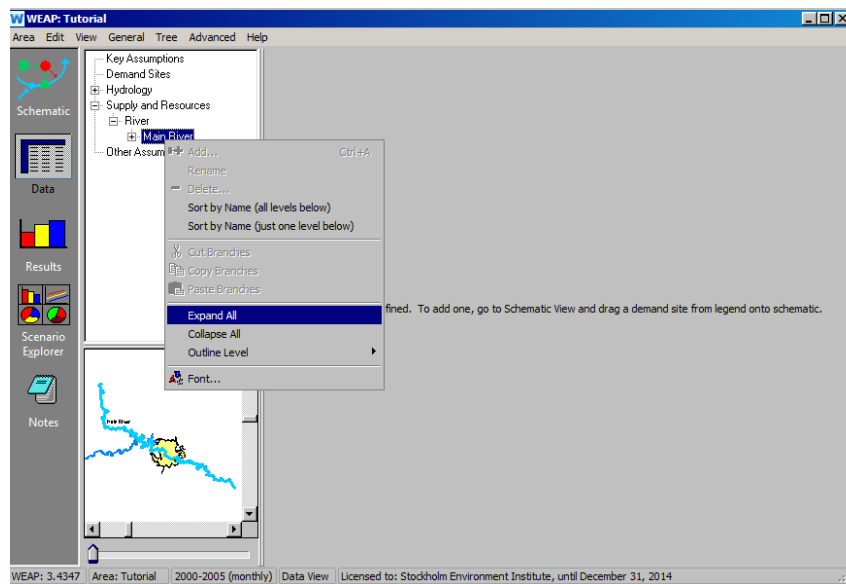 WEAP: Tutorial
Area Edit View General Tree Advanced Help
Schematic
Data
Results
Scenario
Explorer
Notes
Key Assumptions
Demand Sites
Hydrology
Supply and Resources
River
Main River
Other Assum
Add... Ctrl+A
Rename
Delete...
Sort by Name (all levels below)
Sort by Name (just one level below)
Cut Branches
Copy Branches
Paste Branches
Expand All
Collapse All
Outline Level
Font...
fined. To add one, go to Schematic View and drag a demand site from legend onto schematic.
Main River
WEAP: 3.4347 Area: Tutorial 2000-2005 (monthly) Data View Licensed to: Stockholm Environment Institute, until December 31, 2014